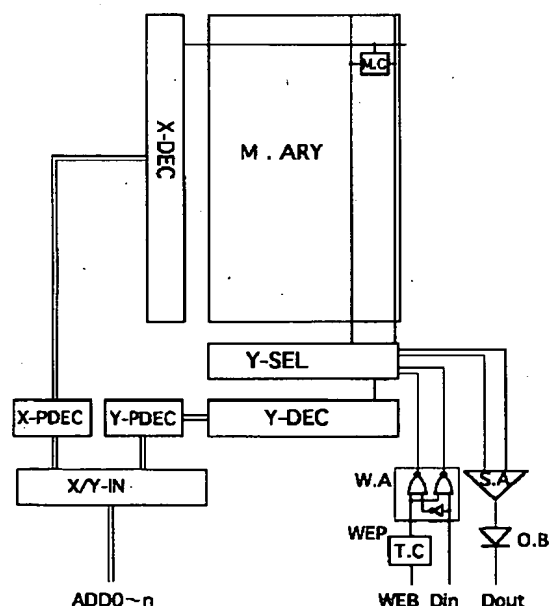 M.C
X-DEC
M . ARY
Y-SEL
X-PDEC
Y-PDEC
Y-DEC
X/Y-IN
W.A
S.A.
WEP
T.C
O.B
ADD0~n
WEB
Din
Dout